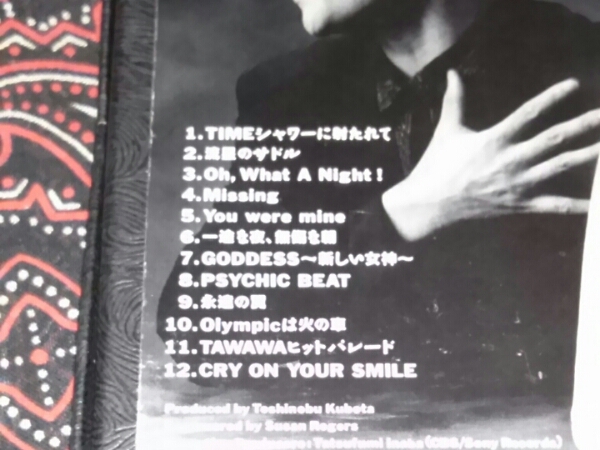 1.TIMEシャワーに射たれて
2.流星のサドル
3.Oh, What A Night!
4.Missing
5.You were mine
6.一途な夜、無傷な朝
7.GODDESS〜新しい女神〜
8.PSYCHIC BEAT
9.永遠の翼
10.Olympicは火の車
11.TAWAWAヒットパレード
12.CRY ON YOUR SMILE
Produced by Toshinobu Kubota
by Susan Rogers
: Tatsufumi (CBS/Sony Records)